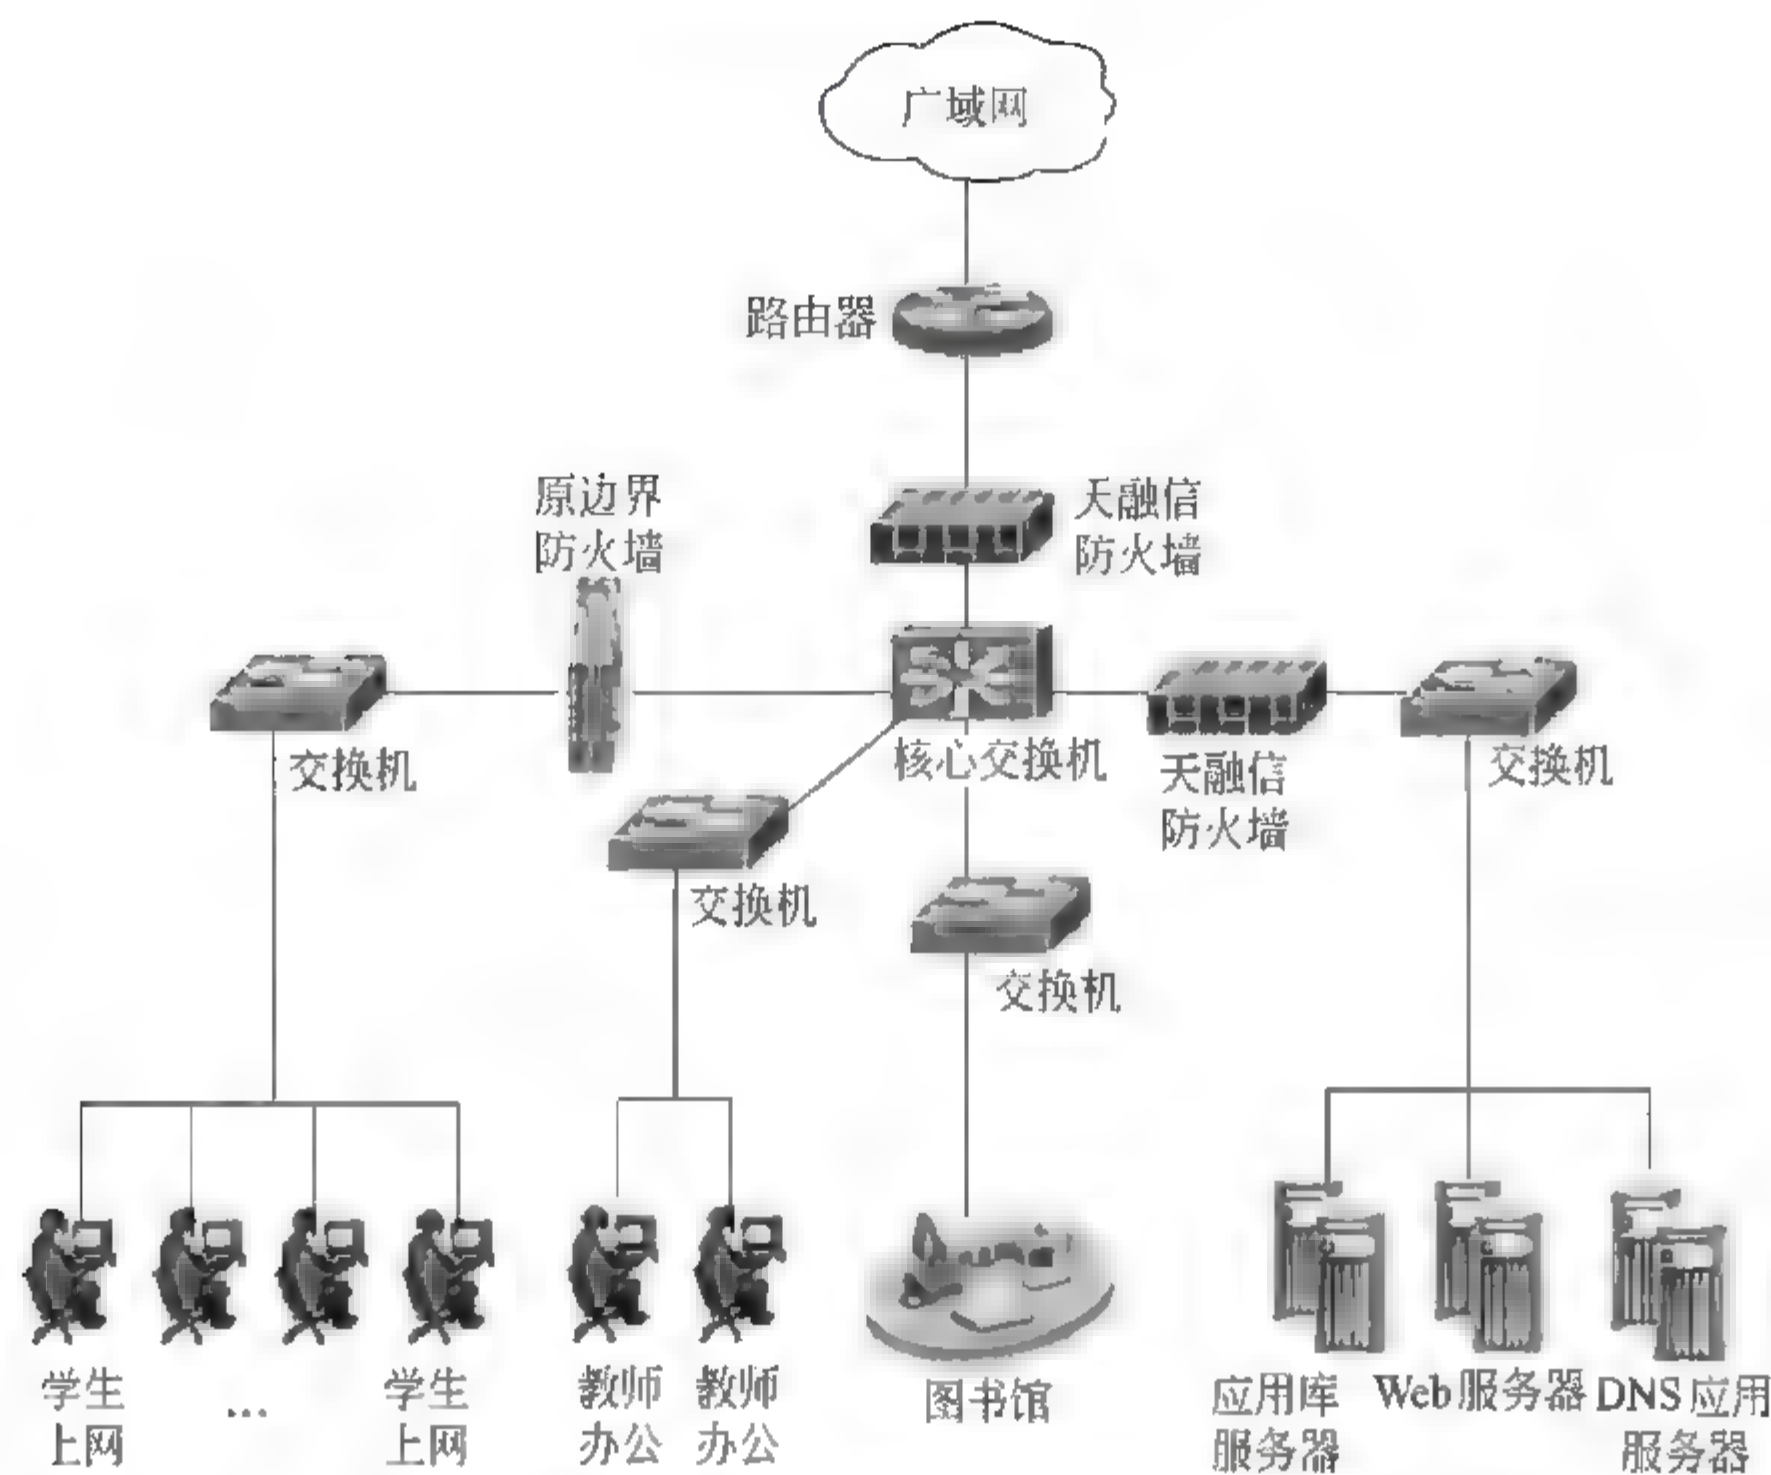 广域网
路由器
原边界
防火墙
天融信
防火墙
交换机
核心交换机
天融信
防火墙
交换机
交换机
交换机
学生
上网
…
学生
上网
教师
办公
教师
办公
图书馆
应用库
服务器
Web服务器
DNS应用
服务器